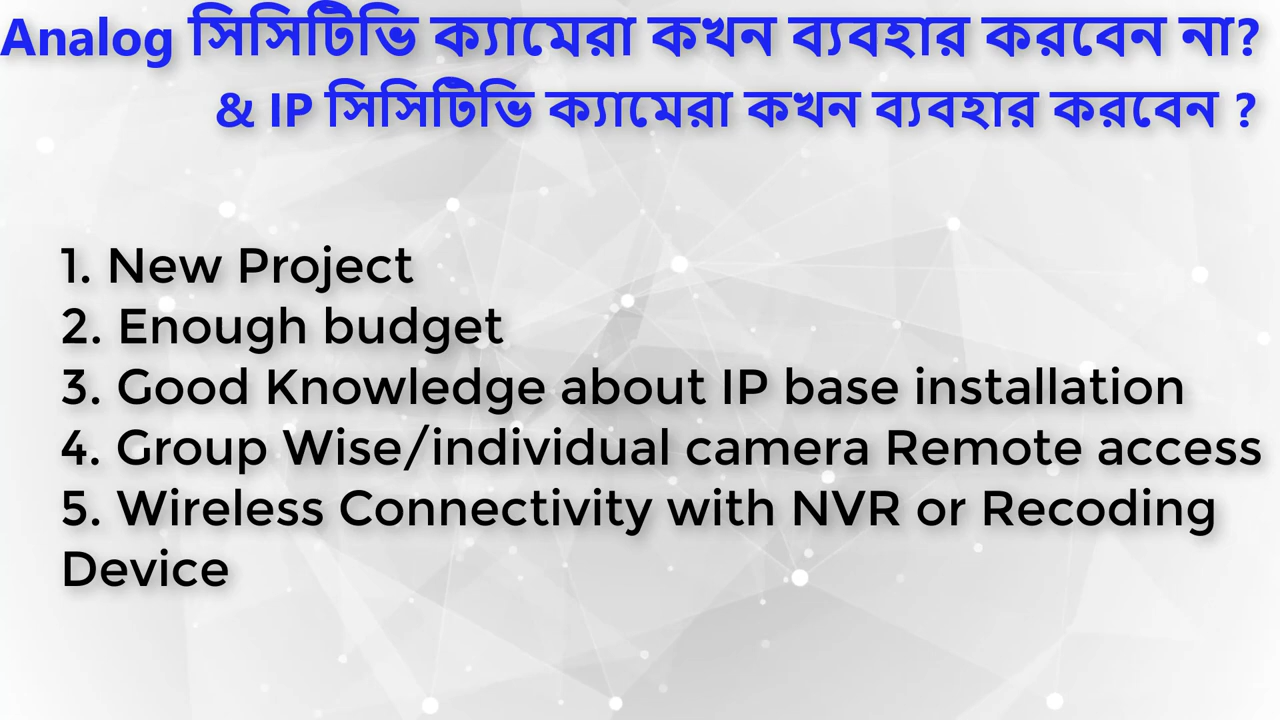 Analog সিসিটিভি ক্যামেরা কখন ব্যবহার করবেন না?
& IP সিসিটিভি ক্যামেরা কখন ব্যবহার করবেন ?
1. New Project
2. Enough budget
3. Good Knowledge about IP base installation
4. Group Wise/individual camera Remote access
5. Wireless Connectivity with NVR or Recoding
Device